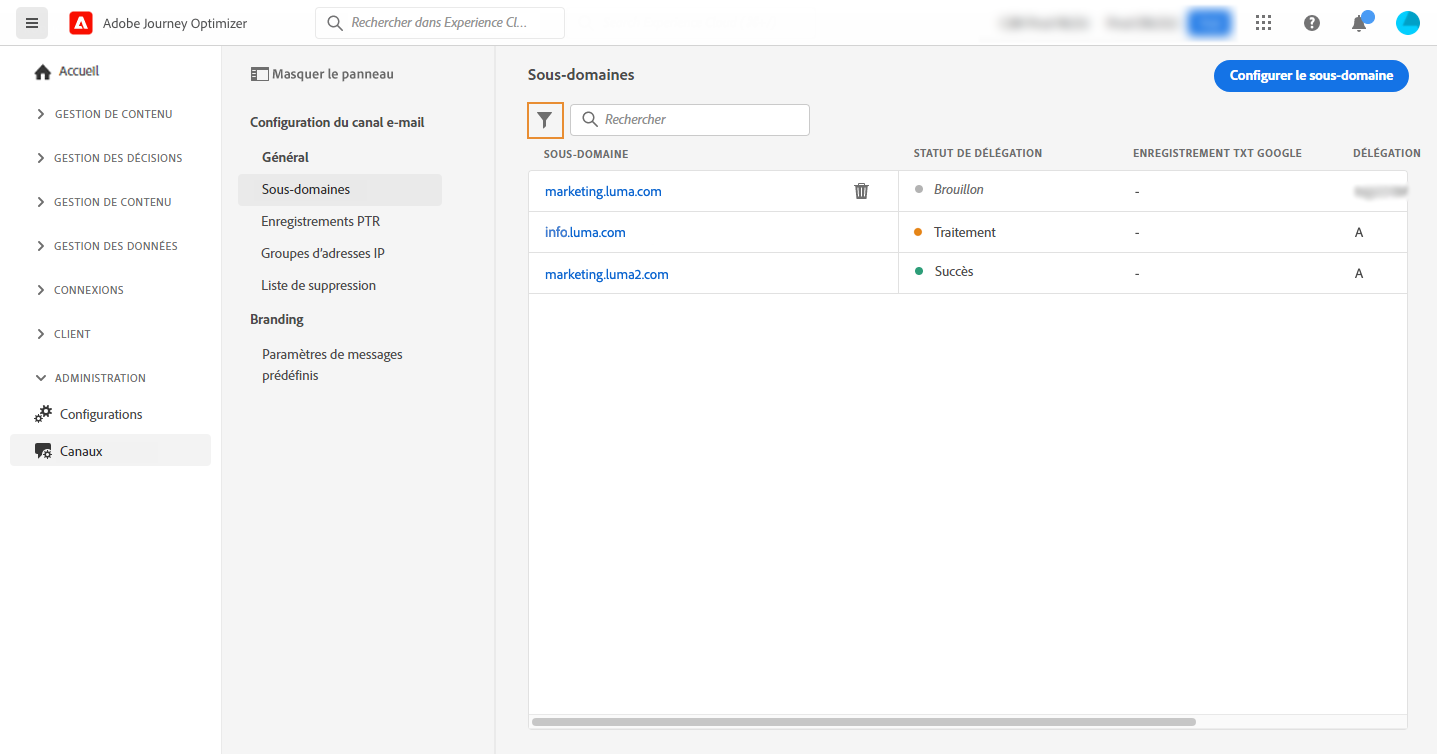 Adobe Journey Optimizer
Rechercher dans Experience Cl...
Accueil
GESTION DE CONTENU
GESTION DES DÉCISIONS
GESTION DE CONTENU
GESTION DES DONNÉES
CONNEXIONS
CLIENT
ADMINISTRATION
Configurations
Canaux
Masquer le panneau
Configuration du canal e-mail
Général
Sous-domaines
Enregistrements PTR
Groupes d'adresses IP
Liste de suppression
Branding
Paramètres de messages
prédéfinis
Sous-domaines
Configurer le sous-domaine
Rechercher
SOUS-DOMAINE STATUT DE DÉLÉGATION ENREGISTREMENT TXT GOOGLE DÉLÉGATION
marketing.luma.com Brouillon -
info.luma.com Traitement - A
marketing.luma2.com Succès - A